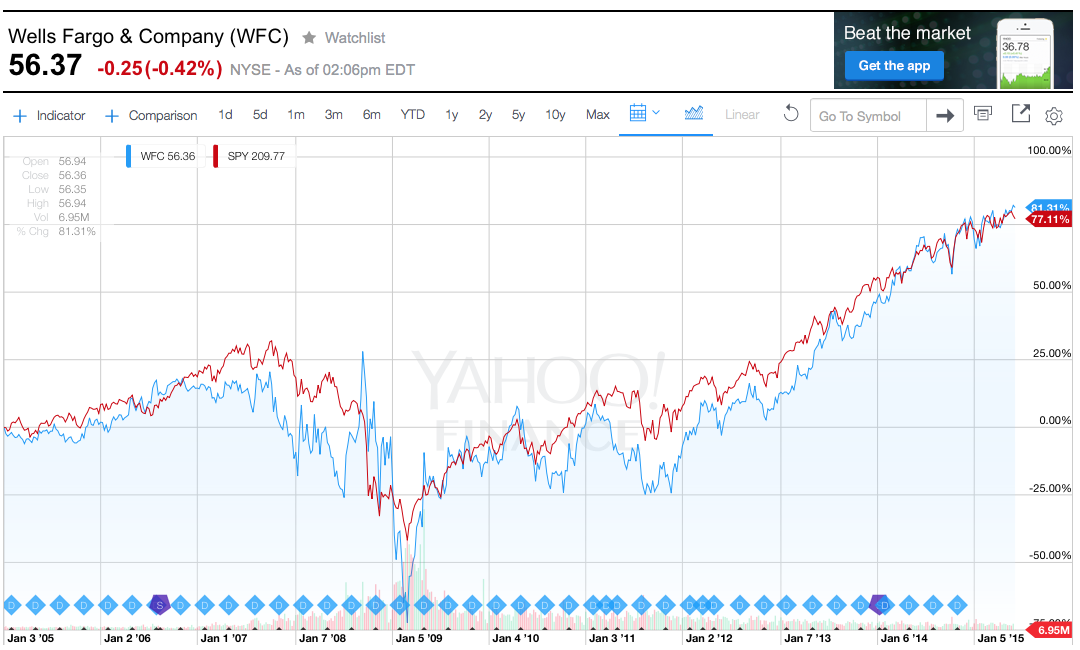 Wells Fargo & Company (WFC) Watchlist
56.37 -0.25(-0.42%) NYSE - As of 02:06pm EDT
Beat the market
Get the app
36.78
Indicator Comparison 1d 5d 1m 3m 6m YTD 1y 2y 5y 10y Max Linear Go To Symbol
WFC 56.36 SPY 209.77
Open 56.94
Close 56.36
Low 56.35
High 56.94
Vol 6.95M
% Chg 81.31%
100.00%
81.31%
77.11%
50.00%
25.00%
0.00%
-25.00%
-50.00%
YAHOO!
FINANCE
D D D D D D S D D D D D D D D D D D D D D D D D D D D D D D D D D D D D D D D D D D D D
6.95M
Jan 3 '05 Jan 2 '06 Jan 1 '07 Jan 7 '08 Jan 5 '09 Jan 4 '10 Jan 3 '11 Jan 2 '12 Jan 7 '13 Jan 6 '14 Jan 5 '15